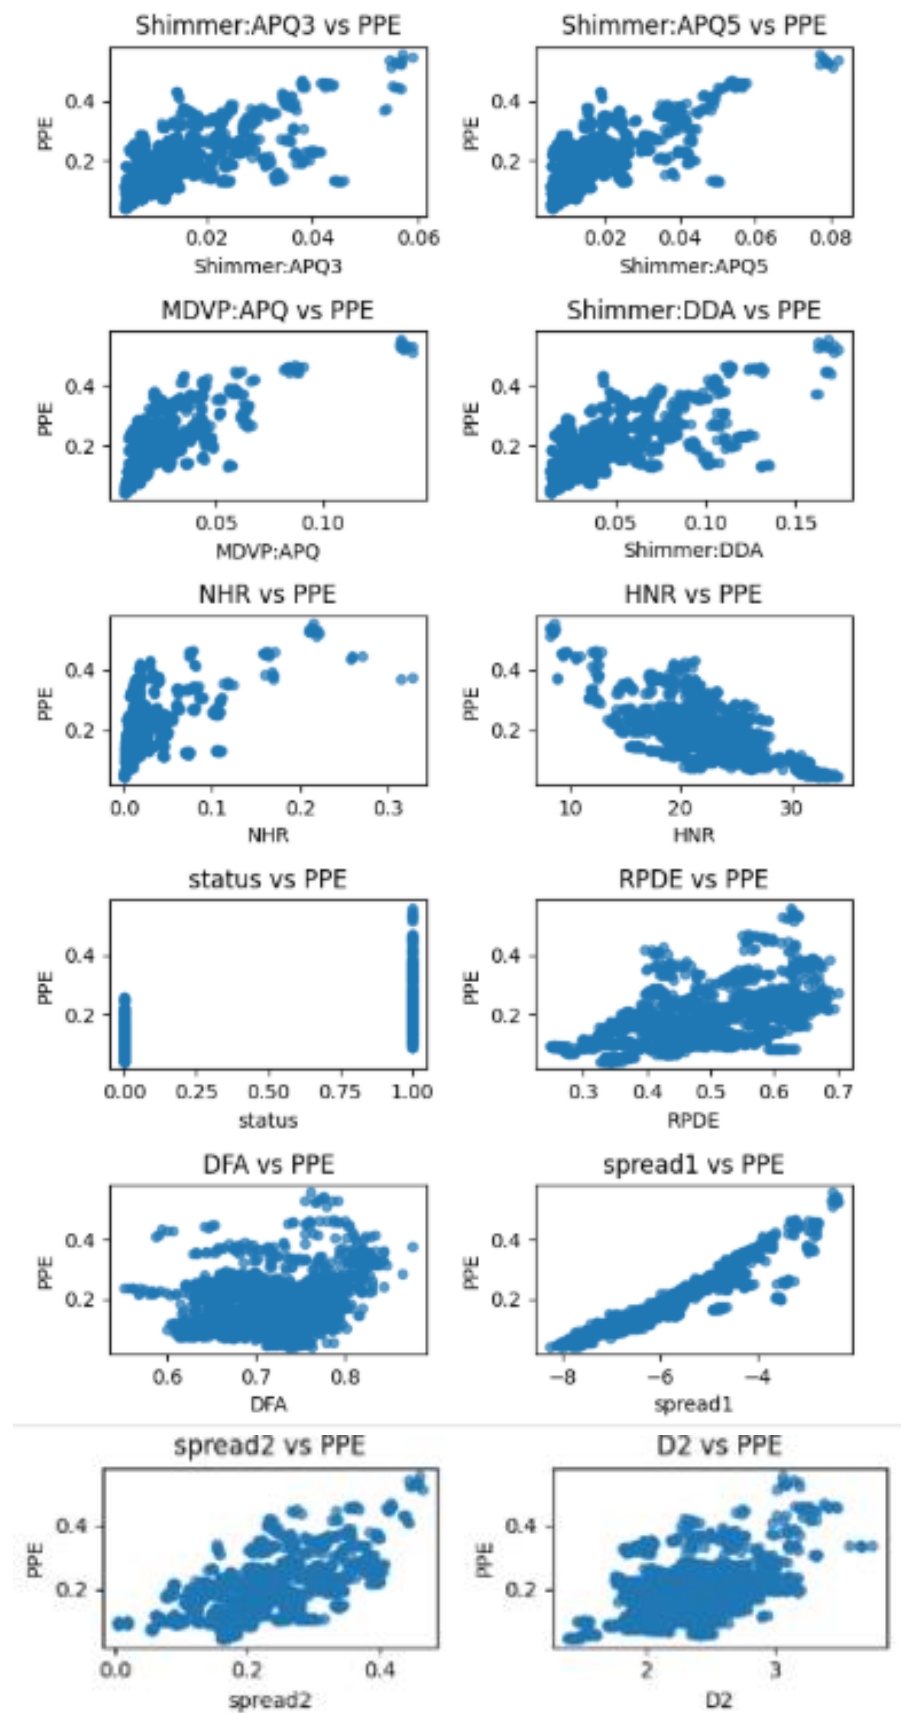 Shimmer:APQ3 vs PPE
PPE
0.4
0.2
0.02 0.04 0.06
Shimmer:APQ3
Shimmer:APQ5 vs PPE
PPE
0.4
0.2
0.02 0.04 0.06 0.08
Shimmer:APQ5
MDVP:APQ vs PPE
PPE
0.4
0.2
0.05 0.10
MDVP:APQ
Shimmer:DDA vs PPE
PPE
0.4
0.2
0.05 0.10 0.15
Shimmer:DDA
NHR vs PPE
PPE
0.4
0.2
0.0 0.1 0.2 0.3
NHR
HNR vs PPE
PPE
0.4
0.2
10 20 30
HNR
status vs PPE
PPE
0.4
0.2
0.00 0.25 0.50 0.75 1.00
status
RPDE vs PPE
PPE
0.4
0.2
0.3 0.4 0.5 0.6 0.7
RPDE
DFA vs PPE
PPE
0.4
0.2
0.6 0.7 0.8
DFA
spread1 vs PPE
PPE
0.4
0.2
−8 −6 −4
spread1
spread2 vs PPE
PPE
0.4
0.2
0.0 0.2 0.4
spread2
D2 vs PPE
PPE
0.4
0.2
2 3
D2